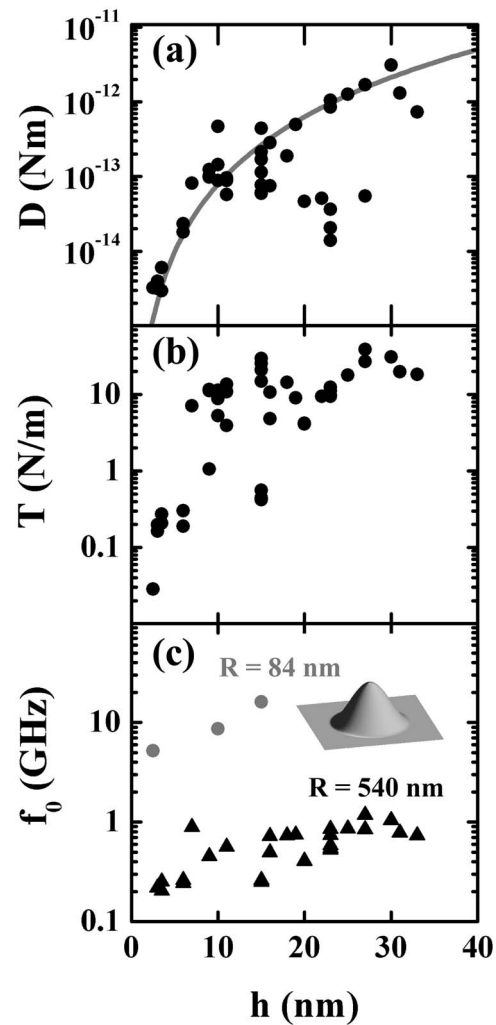 10⁻¹¹
(a)
10⁻¹²
D (Nm)
10⁻¹³
10⁻¹⁴
(b)
10
T (N/m)
1
0.1
(c)
R = 84 nm
10
f₀ (GHz)
R = 540 nm
1
0.1
0 10 20 30 40
h (nm)